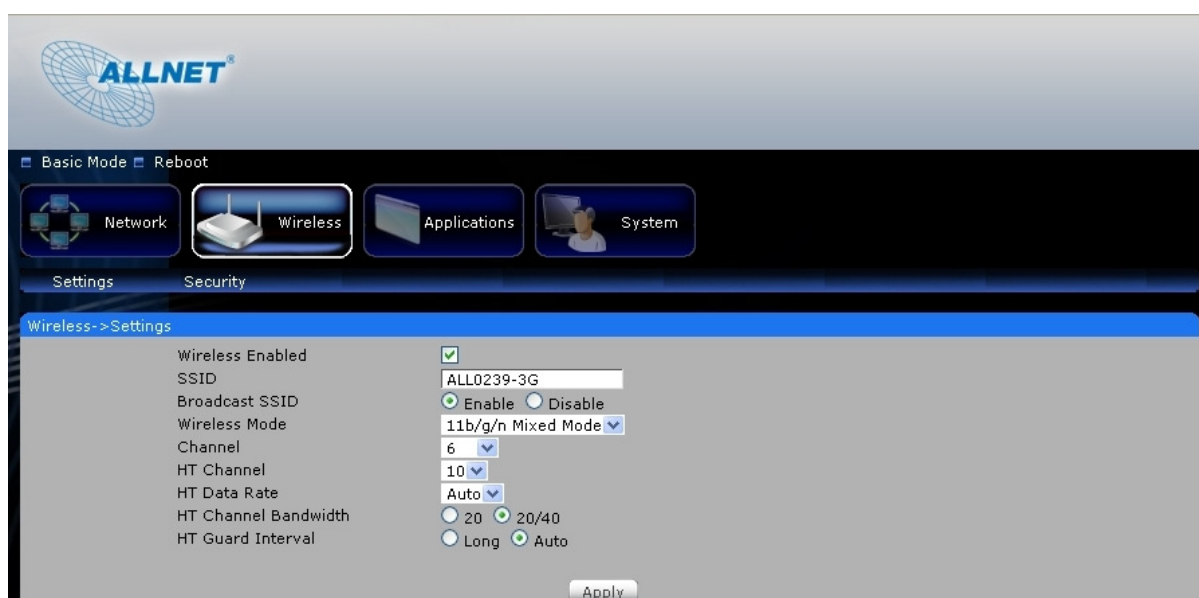 ALLNET®
Basic Mode Reboot
Network Wireless Applications System
Settings Security
Wireless->Settings
Wireless Enabled
SSID ALL0239-3G
Broadcast SSID Enable Disable
Wireless Mode 11b/g/n Mixed Mode
Channel 6
HT Channel 10
HT Data Rate Auto
HT Channel Bandwidth 20 20/40
HT Guard Interval Long Auto
Apply